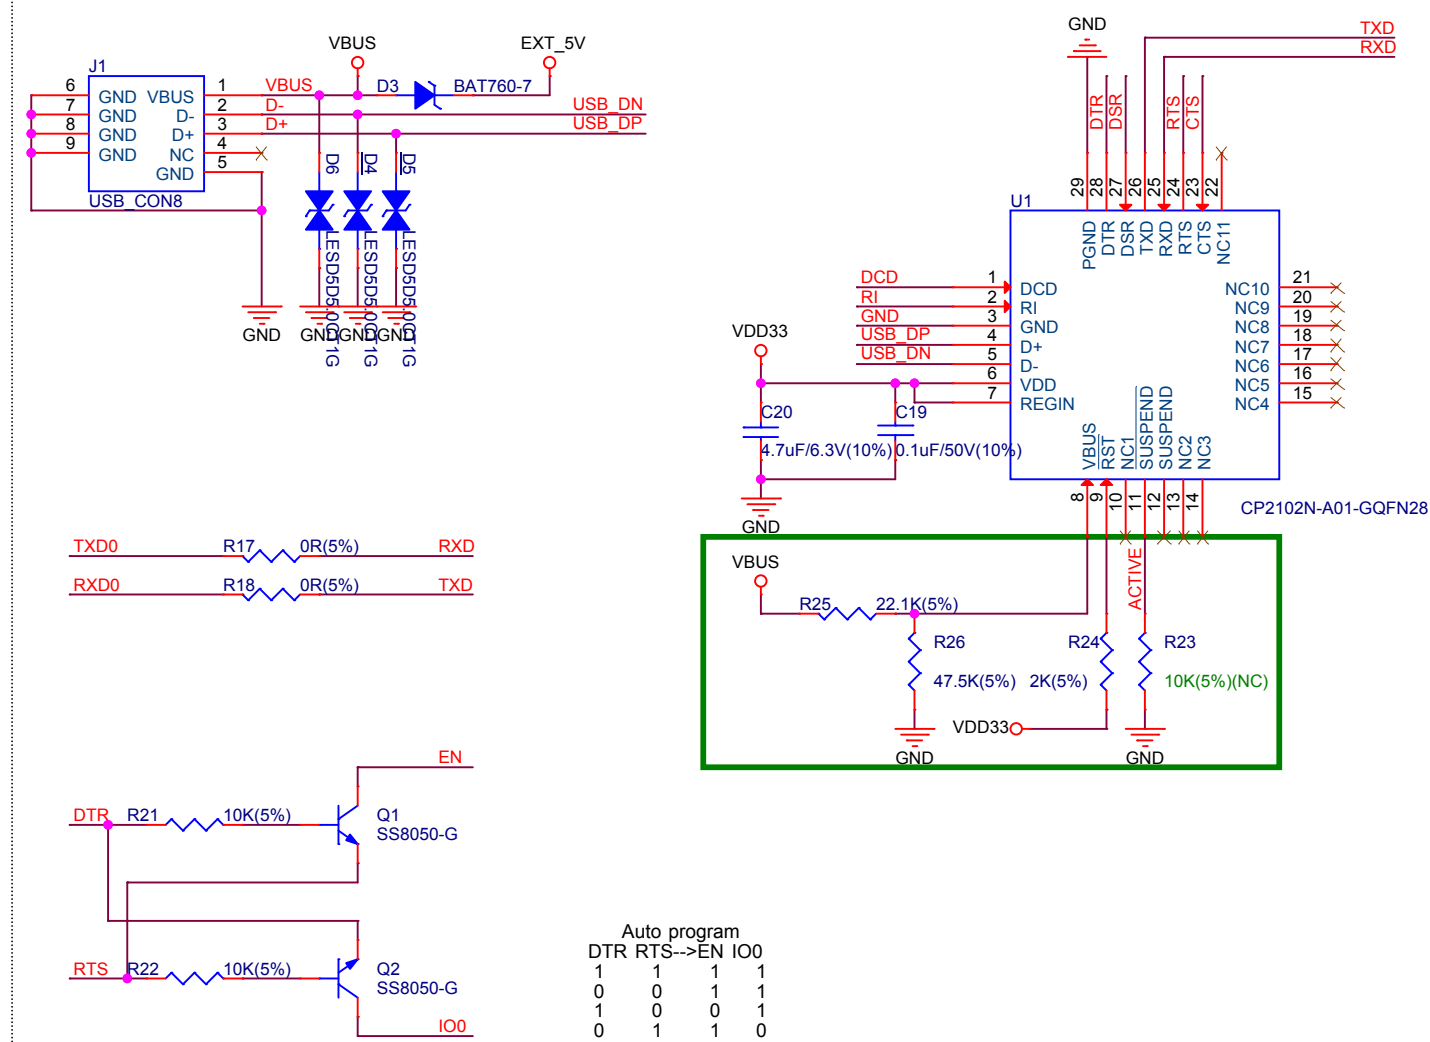 VBUS
EXT_5V
J1
D3
BAT760-7
6
7
8
9
GND
GND
GND
GND
VBUS
D-
D+
NC
GND
1
2
3
4
5
VBUS
D-
D+
USB_DN
USB_DP
USB_CON8
D6
D4
D5
LESD5D5.0CT1G
LESD5D5.0CT1G
LESD5D5.0CT1G
GND
GND
GND
GND
GND
TXD
RXD
DTR
DSR
RTS
CTS
29
28
27
26
25
24
23
22
U1
PGND
DTR
DSR
TXD
RXD
RTS
CTS
NC11
DCD
RI
GND
USB_DP
USB_DN
1
2
3
4
5
6
7
DCD
RI
GND
D+
D-
VDD
REGIN
NC10
NC9
NC8
NC7
NC6
NC5
NC4
21
20
19
18
17
16
15
VBUS
RST
NC1
SUSPEND
SUSPEND
NC2
NC3
8
9
10
11
12
13
14
CP2102N-A01-GQFN28
VDD33
C20
4.7uF/6.3V(10%)
C19
0.1uF/50V(10%)
GND
TXD0
R17
0R(5%)
RXD
RXD0
R18
0R(5%)
TXD
VBUS
R25
22.1K(5%)
ACTIVE
R26
47.5K(5%)
R24
2K(5%)
R23
10K(5%)(NC)
VDD33
GND
GND
EN
DTR
R21
10K(5%)
Q1
SS8050-G
RTS
R22
10K(5%)
Q2
SS8050-G
IO0
Auto program
DTR RTS-->EN IO0
1 1 1 1
0 0 1 1
1 0 0 1
0 1 1 0